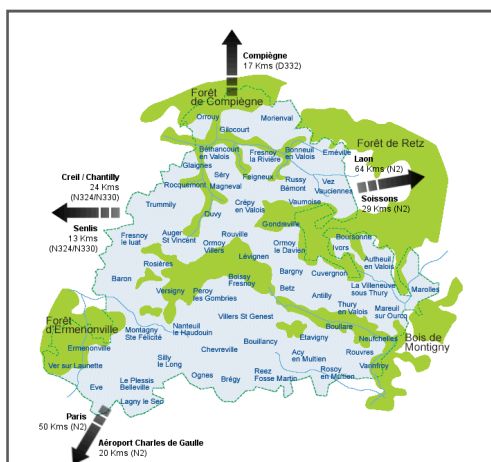 Compiègne
17 Kms (D332)
Forêt
de Compiègne
Orrouy
Morienval
Gilocourt
Forêt de Retz
Béthancourt
en Valois
Fresnoy
la Rivière
Bonneuil
en Valois
Eméville
Laon
64 Kms (N2)
Glaignes
Séry
Feigneux
Russy
Bémont
Vez
Vauciennes
Creil / Chantilly
24 Kms
(N324/N330)
Rocquemont
Magneval
Soissons
29 Kms (N2)
Trummily
Duvy
Crépy
en Valois
Vaumoise
Senlis
13 Kms
(N324/N330)
Gondreville
Fresnoy
le luat
Auger
St Vincent
Rouville
Ormoy
Villers
Ormoy
le Davien
Boursonne
Ivors
Autheuil
en Valois
Lévignen
Rosières
Baron
Boissy
Fresnoy
Bargny
Cuvergnon
La Villeneuve
sous Thury
Marolles
Versigny
Peroy
les Gombries
Betz
Antilly
Thury
en Valois
Mareuil
sur Ourcq
Forêt
d'Ermenonville
Montagny
Ste Félicité
Nanteuil
le Haudouin
Villers St Genest
Boullare
Bois de
Montigny
Etavigny
Neufchelles
Ermenonville
Chevreville
Bouillancy
Acy
en Multien
Rouvres
Varinfroy
Ver sur Launette
Silly
le Long
Ognes
Brégy
Reez
Fosse Martin
Rosoy
en Multien
Eve
Le Plessis
Belleville
Lagny le Sec
Paris
50 Kms (N2)
Aéroport Charles de Gaulle
20 Kms (N2)